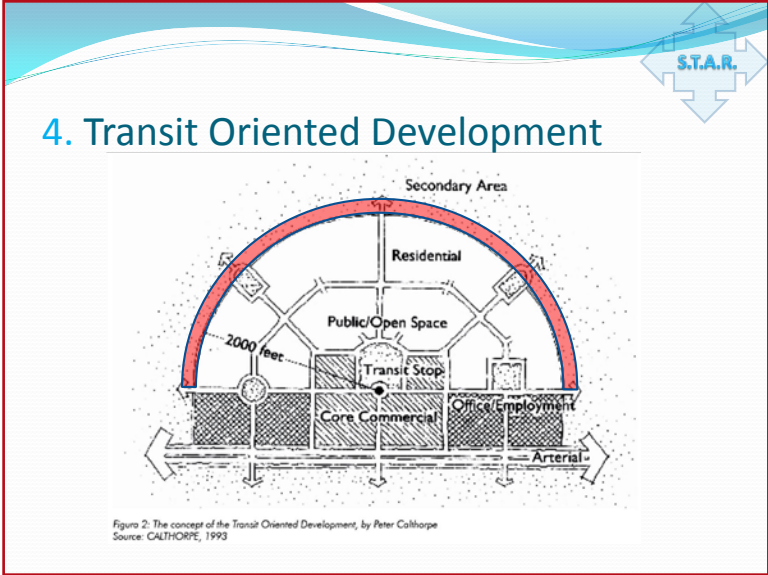 S.T.A.R.
4. Transit Oriented Development
Secondary Area
Residential
Public/Open Space
2000 feet
Transit Stop
Office/Employment
Core Commercial
Arterial
Figura 2: The concept of the Transit Oriented Development, by Peter Calthorpe
Source: CALTHORPE, 1993